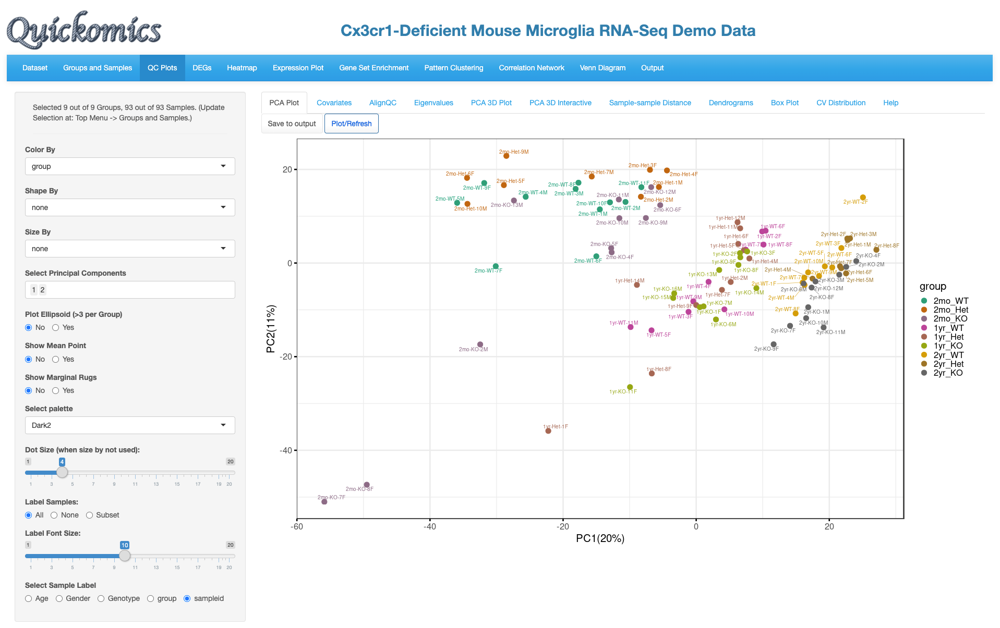 Quickomics
Cx3cr1-Deficient Mouse Microglia RNA-Seq Demo Data
Dataset Groups and Samples QC Plots DEGs Heatmap Expression Plot Gene Set Enrichment Pattern Clustering Correlation Network Venn Diagram Output
Selected 9 out of 9 Groups, 93 out of 93 Samples. (Update
Selection at: Top Menu -> Groups and Samples.)
Color By
group
Shape By
none
Size By
none
Select Principal Components
1 2
Plot Ellipsoid (>3 per Group)
No Yes
Show Mean Point
No Yes
Show Marginal Rugs
No Yes
Select palette
Dark2
Dot Size (when size by not used):
1 4 20
1 3 5 7 9 11 13 15 17 19 20
Label Samples:
All None Subset
Label Font Size:
1 10 20
1 3 5 7 9 11 13 15 17 19 20
Select Sample Label
Age Gender Genotype group sampleid
PCA Plot Covariates AlignQC Eigenvalues PCA 3D Plot PCA 3D Interactive Sample-sample Distance Dendrograms Box Plot CV Distribution Help
Save to output Plot/Refresh
2mo-Het-9M
2mo-Het-3F
2mo-Het-6F 2mo-Het-7M 2mo-Het-4F
2mo-Het-5F 2mo-WT-8F 2mo-WT-11F 2mo-Het-1M
2mo-WT-9F
2mo-WT-4M 2mo-WT-3M 2mo-KO-12M
2mo-WT-5M 2mo-KO-11M 2mo-Het-2M
2mo-Het-10M 2mo-KO-13M 2mo-WT-10F 2mo-WT-2M 2mo-KO-6F
2mo-WT-1M
2mo-KO-10M 2mo-KO-9M
2yr-WT-2F
1yr-Het-12M
1yr-Het-11M 1yr-WT-6F
1yr-Het-6F 1yr-WT-2F 2yr-Het-2F 2yr-Het-3M
2mo-KO-5F 1yr-Het-5F 1yr-WT-7 1yr-WT-8F 2yr-WT-3F 2yr-Het-1M 2yr-Het-8F
1yr-KO-2F 1yr-KO-3F 2yr-WT-5F 2yr-WT-6F 2yr-KO-4F
2mo-KO-4F
2mo-WT-6F 1yr-KO-9F 1yr-Het-4M 2yr-WT-10M 2yr-Het-7F 2yr-KO-2M
2mo-WT-7F 1yr-KO-13M 1yr-KO-8F 2yr-Het-4M 2yr-WT-9M 2yr-Het-6F
1yr-Het-14M 1yr-Het-2M 2yr-WT-7 2yr-KO-3M 2yr-Het-5M
1yr-KO-16M 1yr-WT-4F 1yr-KO-14M 2yr-WT-1F 2yr-KO-6M 2yr-KO-12M
1yr-KO-15M 1yr-WT-9M 1yr-Het-7F 2yr-WT-4M 2yr-KO-8F
1yr-Het-9F 1yr-KO-7M
1yr-KO-1F 1yr-WT-10M 2yr-WT-8F 2yr-KO-1M
1yr-WT-3F
1yr-WT-11M 1yr-KO-6M 2yr-KO-10M
1yr-WT-5F 2yr-KO-7F 2yr-KO-11M
2mo-KO-2M 2yr-KO-9F
1yr-Het-8F
1yr-KO-11F
1yr-Het-1F
2mo-KO-8F
2mo-KO-7F
20
0
-20
-40
PC2(11%)
-60 -40 -20 0 20
PC1(20%)
group
2mo_WT
2mo_Het
2mo_KO
1yr_WT
1yr_Het
1yr_KO
2yr_WT
2yr_Het
2yr_KO